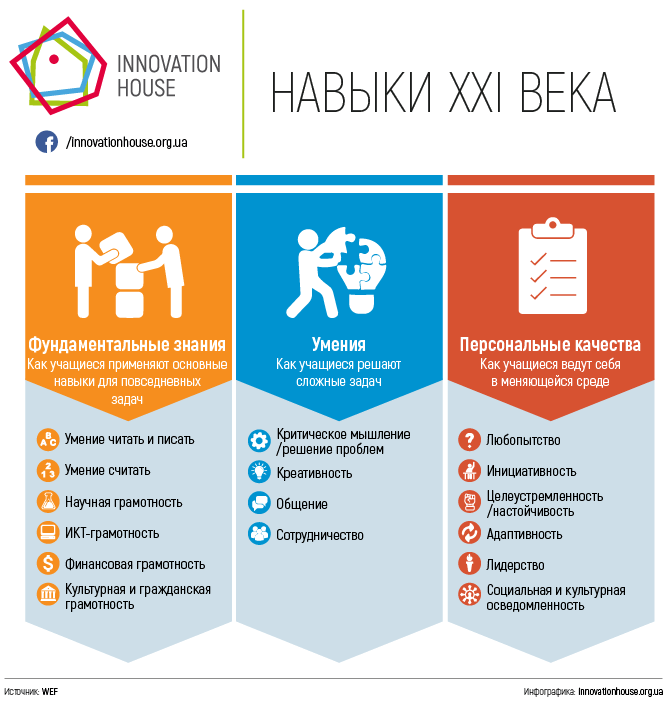 INNOVATION
HOUSE
/innovationhouse.org.ua
НАВЫКИ XXI ВЕКА
Фундаментальные знания
Как учащиеся применяют основные
навыки для повседневных
задач
Умение читать и писать
Умение считать
Научная грамотность
ИКТ-грамотность
Финансовая грамотность
Культурная и гражданская
грамотность
Умения
Как учащиеся решают
сложные задач
Критическое мышление
/решение проблем
Креативность
Общение
Сотрудничество
Персональные качества
Как учащиеся ведут себя
в меняющейся среде
Любопытство
Инициативность
Целеустремленность
/настойчивость
Адаптивность
Лидерство
Социальная и культурная
осведомленность
Источник: WEF
Инфографика: innovationhouse.org.ua